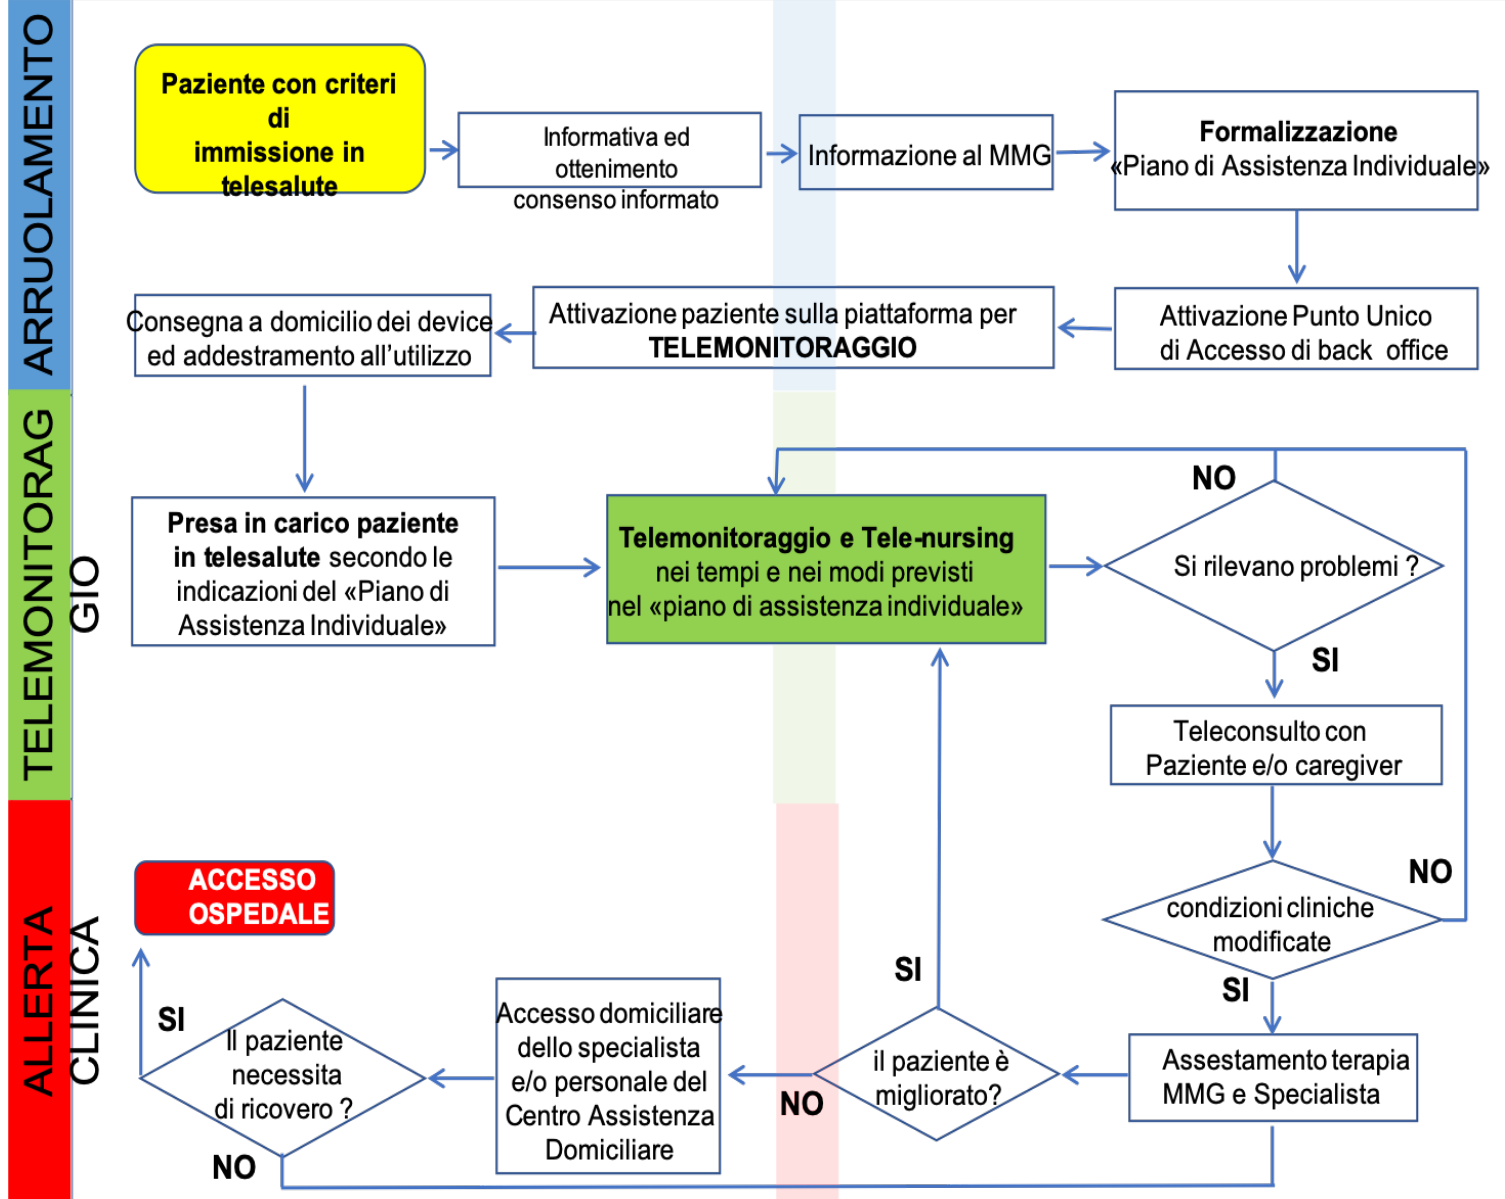 ARRUOLAMENTO
Paziente con criteri
di
immissione in
telesalute
Informativa ed
ottenimento
consenso informato
Informazione al MMG
Formalizzazione
«Piano di Assistenza Individuale»
Consegna a domicilio dei device
ed addestramento all'utilizzo
Attivazione paziente sulla piattaforma per
TELEMONITORAGGIO
Attivazione Punto Unico
di Accesso di back office
TELEMONITORAG
GIO
Presa in carico paziente
in telesalute secondo le
indicazioni del «Piano di
Assistenza Individuale»
Telemonitoraggio e Tele-nursing
nei tempi e nei modi previsti
nel «piano di assistenza individuale»
NO
Si rilevano problemi ?
SI
Teleconsulto con
Paziente e/o caregiver
ALLERTA
CLINICA
ACCESSO
OSPEDALE
condizioni cliniche
modificate
NO
SI
Assestamento terapia
MMG e Specialista
il paziente è
migliorato?
SI
NO
Accesso domiciliare
dello specialista
e/o personale del
Centro Assistenza
Domiciliare
Il paziente
necessita
di ricovero ?
SI
NO